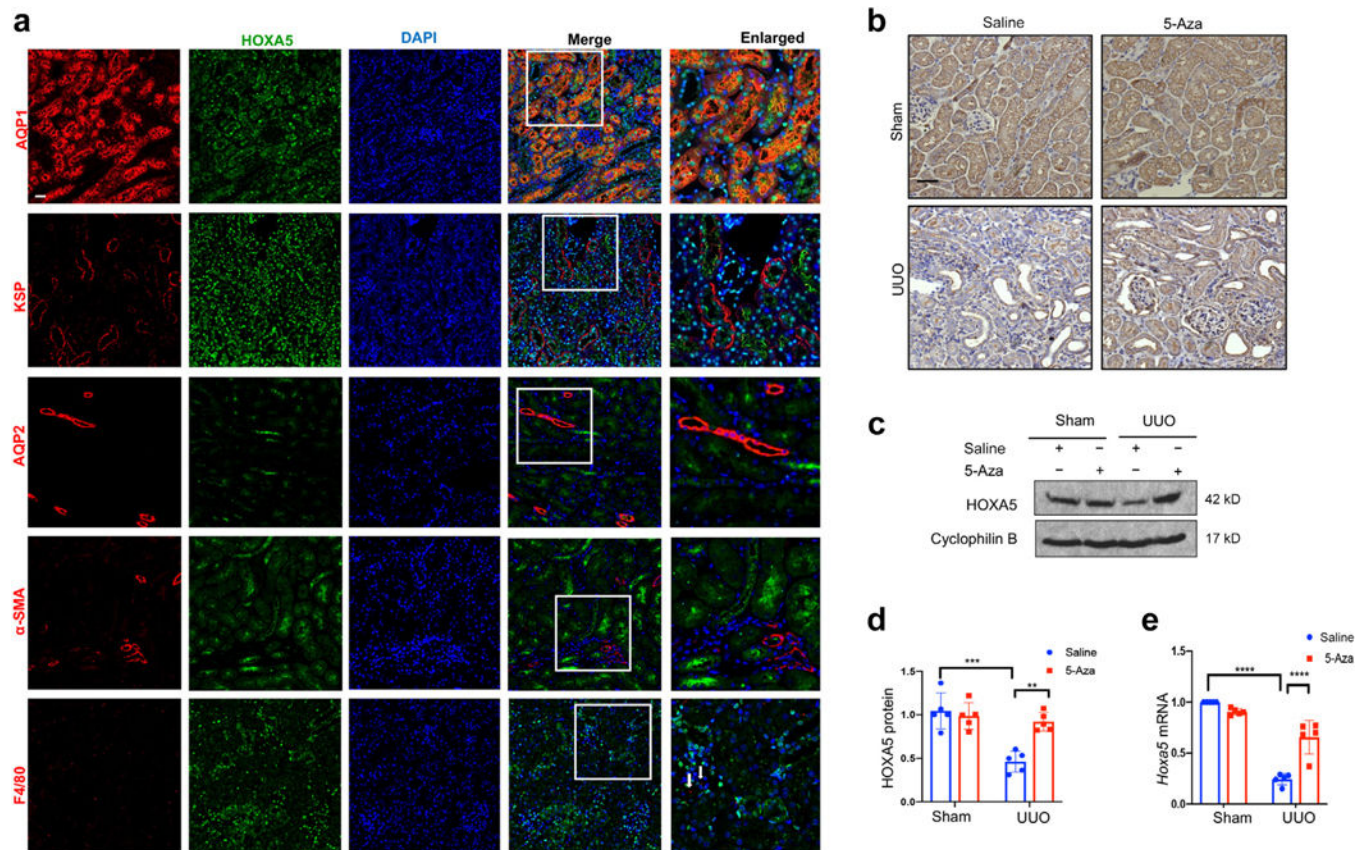 a
HOXA5 DAPI Merge Enlarged
AQP1
KSP
AQP2
α-SMA
F4/80
b
Saline 5-Aza
Sham
UUO
c
Sham UUO
Saline + − + −
5-Aza − + − +
HOXA5 42 kD
Cyclophilin B 17 kD
d
Saline
5-Aza
HOXA5 protein
1.5
1.0
0.5
0.0
***
**
Sham UUO
e
Saline
5-Aza
Hoxa5 mRNA
1.5
1.0
0.5
0.0
****
****
Sham UUO